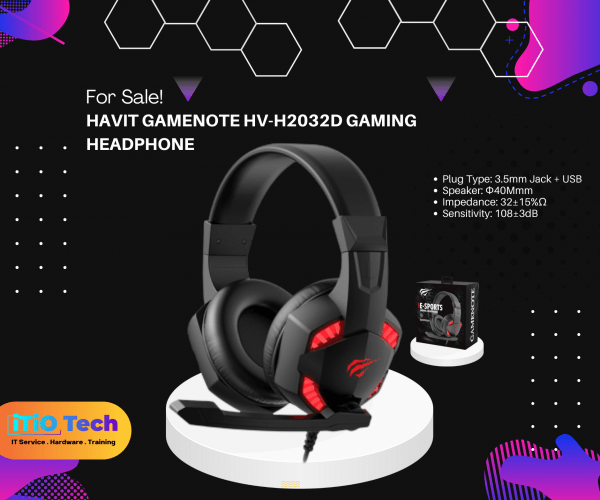 For Sale!
HAVIT GAMENOTE HV-H2032D GAMING
HEADPHONE
• Plug Type: 3.5mm Jack + USB
• Speaker: Φ40Mmm
• Impedance: 32±15%Ω
• Sensitivity: 108±3dB
E-SPORTS
GAMENOTE
iTiO Tech
IT Service . Hardware . Training